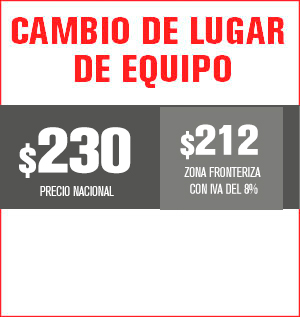 CAMBIO DE LUGAR
DE EQUIPO
$230
PRECIO NACIONAL
$212
ZONA FRONTERIZA
CON IVA DEL 8%